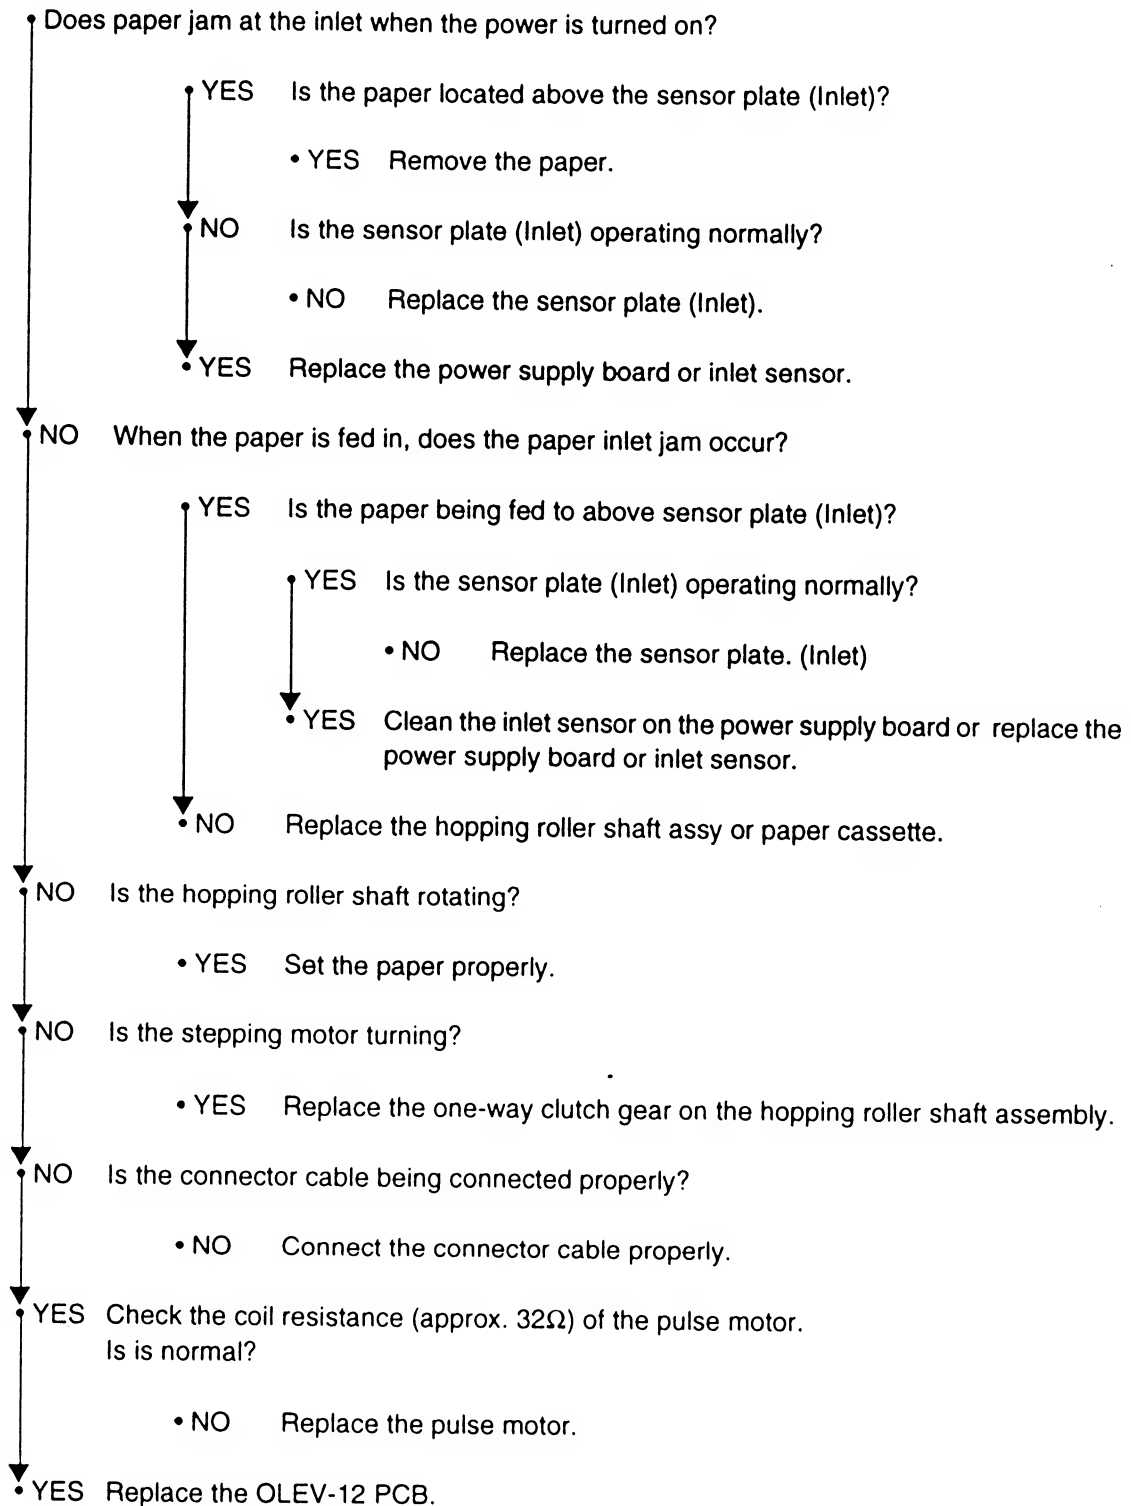 • Does paper jam at the inlet when the power is turned on?
• YES Is the paper located above the sensor plate (Inlet)?
• YES Remove the paper.
• NO Is the sensor plate (Inlet) operating normally?
• NO Replace the sensor plate (Inlet).
• YES Replace the power supply board or inlet sensor.
• NO When the paper is fed in, does the paper inlet jam occur?
• YES Is the paper being fed to above sensor plate (Inlet)?
• YES Is the sensor plate (Inlet) operating normally?
• NO Replace the sensor plate. (Inlet)
• YES Clean the inlet sensor on the power supply board or replace the
power supply board or inlet sensor.
• NO Replace the hopping roller shaft assy or paper cassette.
• NO Is the hopping roller shaft rotating?
• YES Set the paper properly.
• NO Is the stepping motor turning?
• YES Replace the one-way clutch gear on the hopping roller shaft assembly.
• NO Is the connector cable being connected properly?
• NO Connect the connector cable properly.
• YES Check the coil resistance (approx. 32Ω) of the pulse motor.
Is is normal?
• NO Replace the pulse motor.
• YES Replace the OLEV-12 PCB.